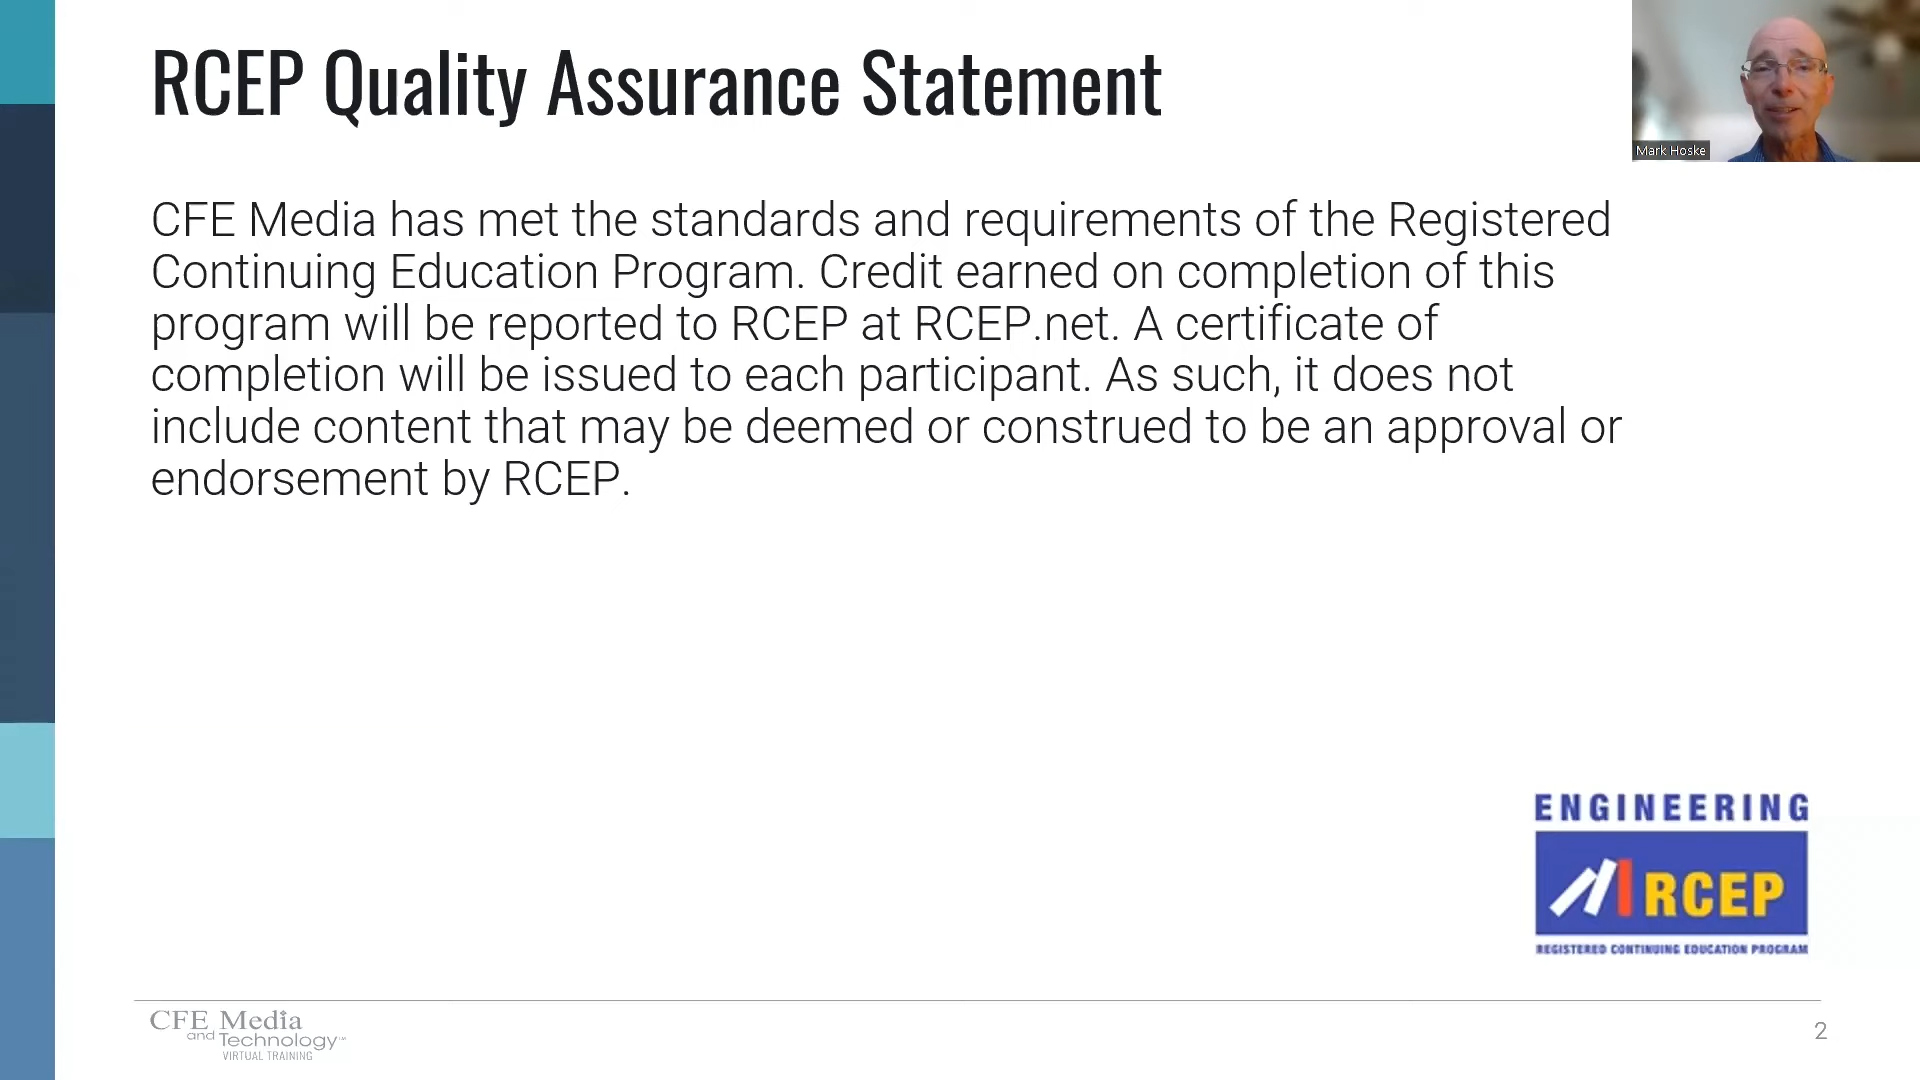 RCEP Quality Assurance Statement
Mark Hoske
CFE Media has met the standards and requirements of the Registered
Continuing Education Program. Credit earned on completion of this
program will be reported to RCEP at RCEP.net. A certificate of
completion will be issued to each participant. As such, it does not
include content that may be deemed or construed to be an approval or
endorsement by RCEP.
ENGINEERING
RCEP
REGISTERED CONTINUING EDUCATION PROGRAM
CFE Media
and Technology℠
VIRTUAL TRAINING
2